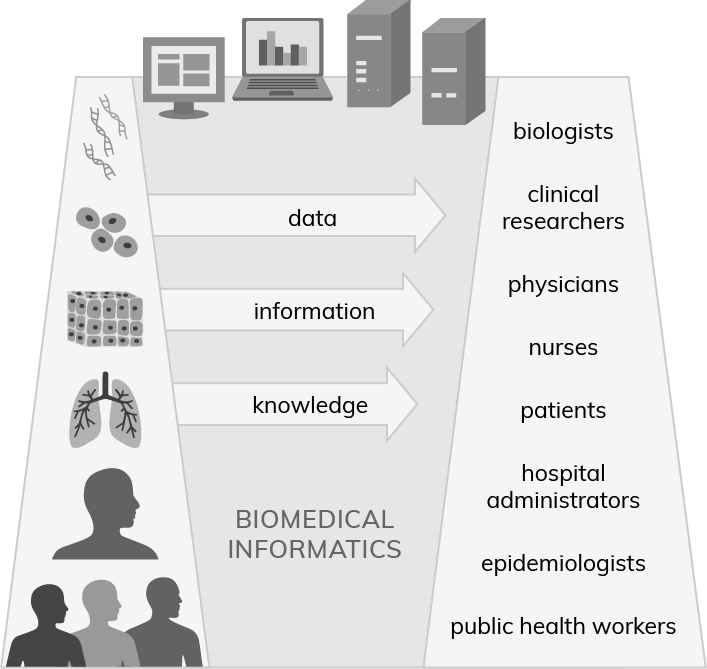 data
information
knowledge
BIOMEDICAL
INFORMATICS
biologists
clinical
researchers
physicians
nurses
patients
hospital
administrators
epidemiologists
public health workers